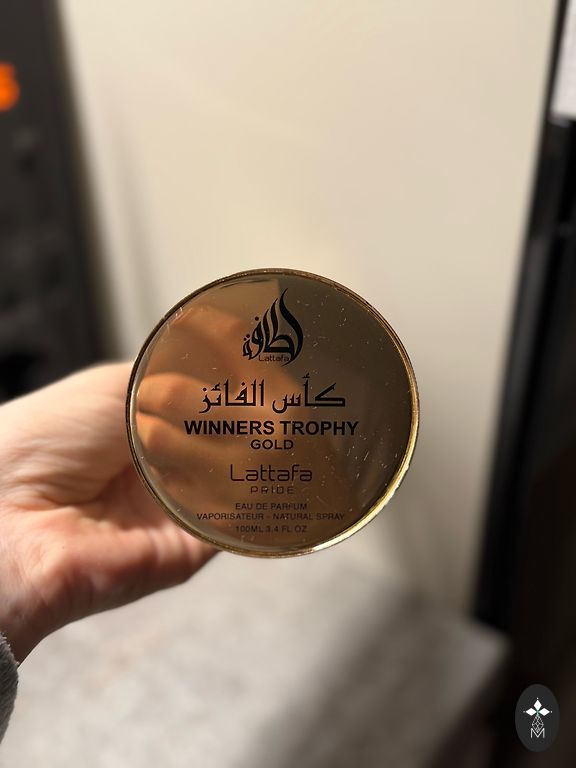 لطافة
Lattafa
كأس الفائز
WINNERS TROPHY
GOLD
Lattafa
PRIDE
EAU DE PARFUM
VAPORISATEUR - NATURAL SPRAY
100ML 3.4 FL.OZ
M